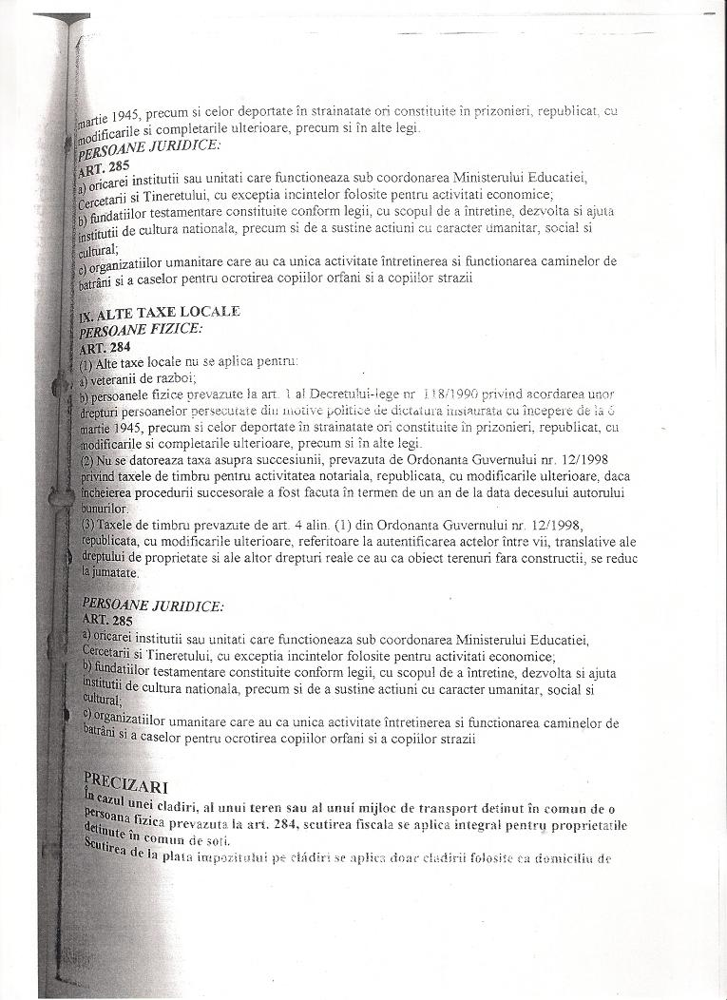 martie 1945, precum si celor deportate în strainatate ori constituite în prizonieri, republicat, cu
modificarile si completarile ulterioare, precum si în alte legi.
PERSOANE JURIDICE:
ART. 285
a) oricarei institutii sau unitati care functioneaza sub coordonarea Ministerului Educatiei,
Cercetarii si Tineretului, cu exceptia incintelor folosite pentru activitati economice;
b) fundatiilor testamentare constituite conform legii, cu scopul de a întretine, dezvolta si ajuta
institutii de cultura nationala, precum si de a sustine actiuni cu caracter umanitar, social si
cultural;
c) organizatiilor umanitare care au ca unica activitate întretinerea si functionarea caminelor de
batrâni si a caselor pentru ocrotirea copiilor orfani si a copiilor strazii
IX. ALTE TAXE LOCALE
PERSOANE FIZICE:
ART. 284
(1) Alte taxe locale nu se aplica pentru:
a) veteranii de razboi;
b) persoanele fizice prevazute la art. 1 al Decretului-lege nr. 118/1990 privind acordarea unor
drepturi persoanelor persecutate din motive politice de dictatura instaurata cu începere de la 6
martie 1945, precum si celor deportate în strainatate ori constituite în prizonieri, republicat, cu
modificarile si completarile ulterioare, precum si în alte legi.
(2) Nu se datoreaza taxa asupra succesiunii, prevazuta de Ordonanta Guvernului nr. 12/1998
privind taxele de timbru pentru activitatea notariala, republicata, cu modificarile ulterioare, daca
încheierea procedurii succesorale a fost facuta în termen de un an de la data decesului autorului
bunurilor.
(3) Taxele de timbru prevazute de art. 4 alin. (1) din Ordonanta Guvernului nr. 12/1998,
republicata, cu modificarile ulterioare, referitoare la autentificarea actelor între vii, translative ale
dreptului de proprietate si ale altor drepturi reale ce au ca obiect terenuri fara constructii, se reduc
la jumatate.
PERSOANE JURIDICE:
ART. 285
a) oricarei institutii sau unitati care functioneaza sub coordonarea Ministerului Educatiei,
Cercetarii si Tineretului, cu exceptia incintelor folosite pentru activitati economice;
b) fundatiilor testamentare constituite conform legii, cu scopul de a întretine, dezvolta si ajuta
institutii de cultura nationala, precum si de a sustine actiuni cu caracter umanitar, social si
cultural;
c) organizatiilor umanitare care au ca unica activitate întretinerea si functionarea caminelor de
batrâni si a caselor pentru ocrotirea copiilor orfani si a copiilor strazii
PRECIZARI
În cazul unei cladiri, al unui teren sau al unui mijloc de transport detinut în comun de o
persoana fizica prevazuta la art. 284, scutirea fiscala se aplica integral pentru proprietatile
detinute în comun de soti.
Scutirea de la plata impozitului pe clădiri se aplica doar cladirii folosite ca domiciliu de